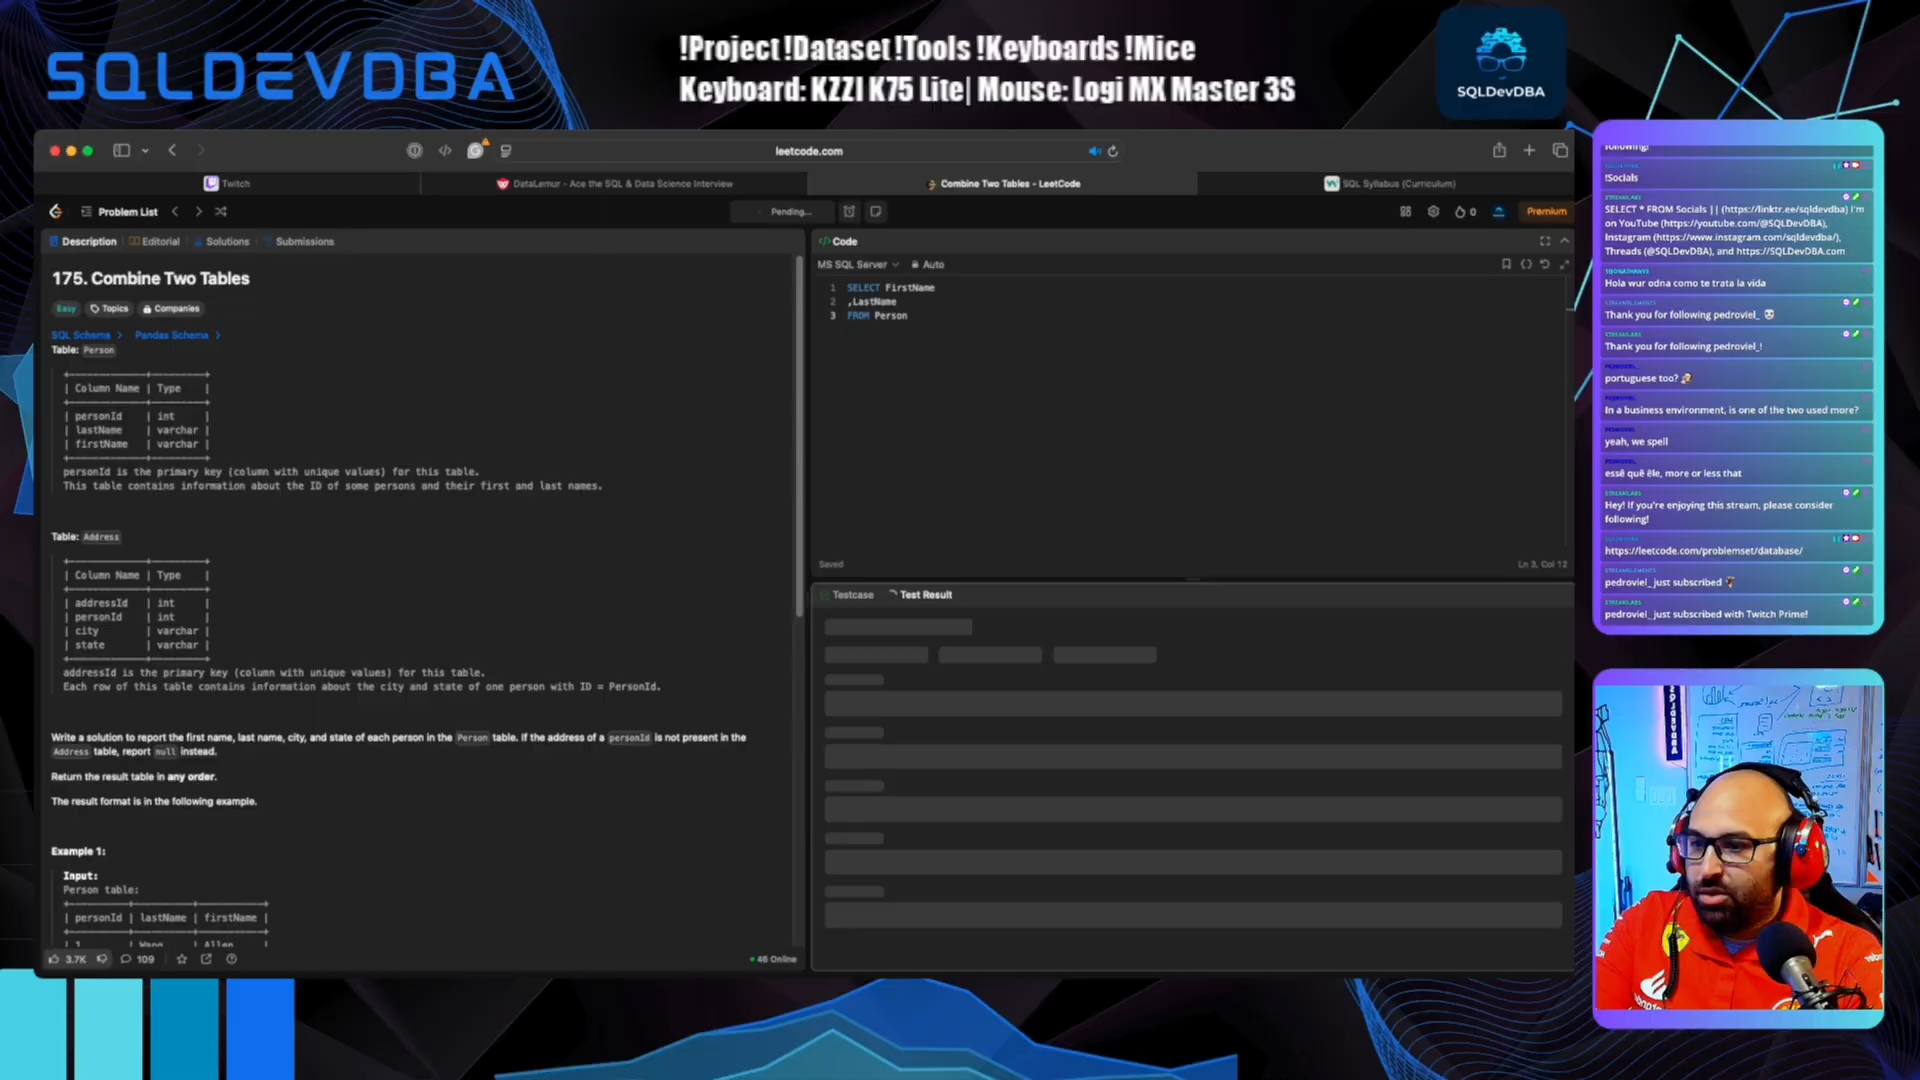 SQLDEVDBA
!Project !Dataset !Tools !Keyboards !Mice
Keyboard: KZZI K75 Lite| Mouse: Logi MX Master 3S
SQLDevDBA
leetcode.com
Twitch
DataLemur - Ace the SQL & Data Science Interview
Combine Two Tables - LeetCode
SQL Syllabus (Curriculum)
Problem List
Pending...
0
Premium
Description
Editorial
Solutions
Submissions
175. Combine Two Tables
Easy
Topics
Companies
SQL Schema >
Pandas Schema >
Table: Person
+-------------+---------+
| Column Name | Type |
+-------------+---------+
| personId | int |
| lastName | varchar |
| firstName | varchar |
+-------------+---------+
personId is the primary key (column with unique values) for this table.
This table contains information about the ID of some persons and their first and last names.
Table: Address
+-------------+---------+
| Column Name | Type |
+-------------+---------+
| addressId | int |
| personId | int |
| city | varchar |
| state | varchar |
+-------------+---------+
addressId is the primary key (column with unique values) for this table.
Each row of this table contains information about the city and state of one person with ID = PersonId.
Write a solution to report the first name, last name, city, and state of each person in the Person table. If the address of a personId is not present in the
Address table, report null instead.
Return the result table in any order.
The result format is in the following example.
Example 1:
Input:
Person table:
+----------+----------+-----------+
| personId | lastName | firstName |
+----------+----------+-----------+
| 1 | Wang | Allen |
3.7K
109
46 Online
</>Code
MS SQL Server
Auto
1 SELECT FirstName
2 ,LastName
3 FROM Person
Saved
Ln 3, Col 12
Testcase
Test Result
following!
!Socials
SELECT * FROM Socials || (https://linktr.ee/sqldevdba) I'm
on YouTube (https://youtube.com/@SQLDevDBA),
Instagram (https://www.instagram.com/sqldevdba/),
Threads (@SQLDevDBA), and https://SQLDevDBA.com
Hola wur odna como te trata la vida
STREAMELEMENTS
Thank you for following pedroviel_
STREAMLABS
Thank you for following pedroviel_!
portuguese too?
In a business environment, is one of the two used more?
yeah, we spell
essê quê éle, more or less that
STREAMLABS
Hey! If you're enjoying this stream, please consider
following!
https://leetcode.com/problemset/database/
STREAMELEMENTS
pedroviel_ just subscribed
STREAMLABS
pedroviel_ just subscribed with Twitch Prime!
SQLDEVDBA